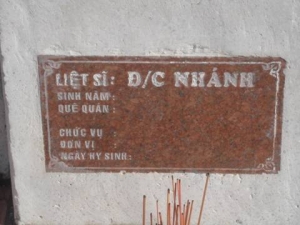 LIỆT SĨ: Đ/C NHÁNH
SINH NĂM:
QUÊ QUÁN:
CHỨC VỤ:
ĐƠN VỊ:
NGÀY HY SINH: